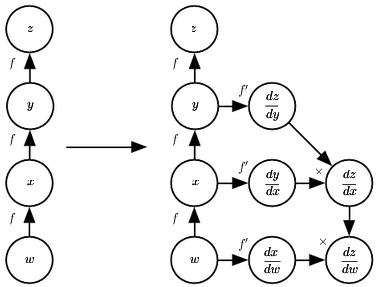 z z
f f
f′
y y dz/dy
f f
f′ ×
x x dy/dx dz/dx
f f
f′ ×
w w dx/dw dz/dw